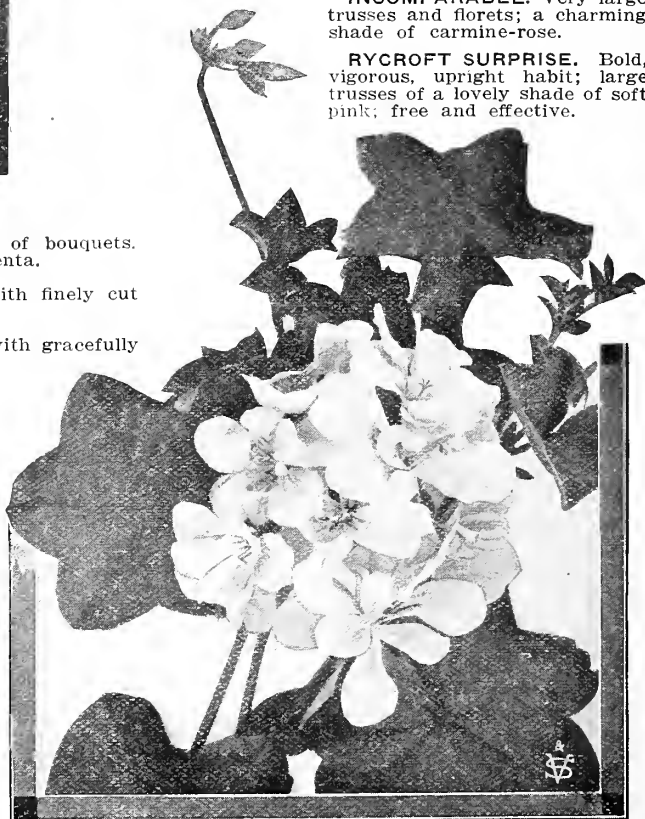 INCOMPARABLE. Very large
trusses and florets; a charming
shade of carmine-rose.
RYCROFT SURPRISE. Bold,
vigorous, upright habit; large
trusses of a lovely shade of soft
pink; free and effective.
of bouquets.
enta.
ith finely cut
with gracefully